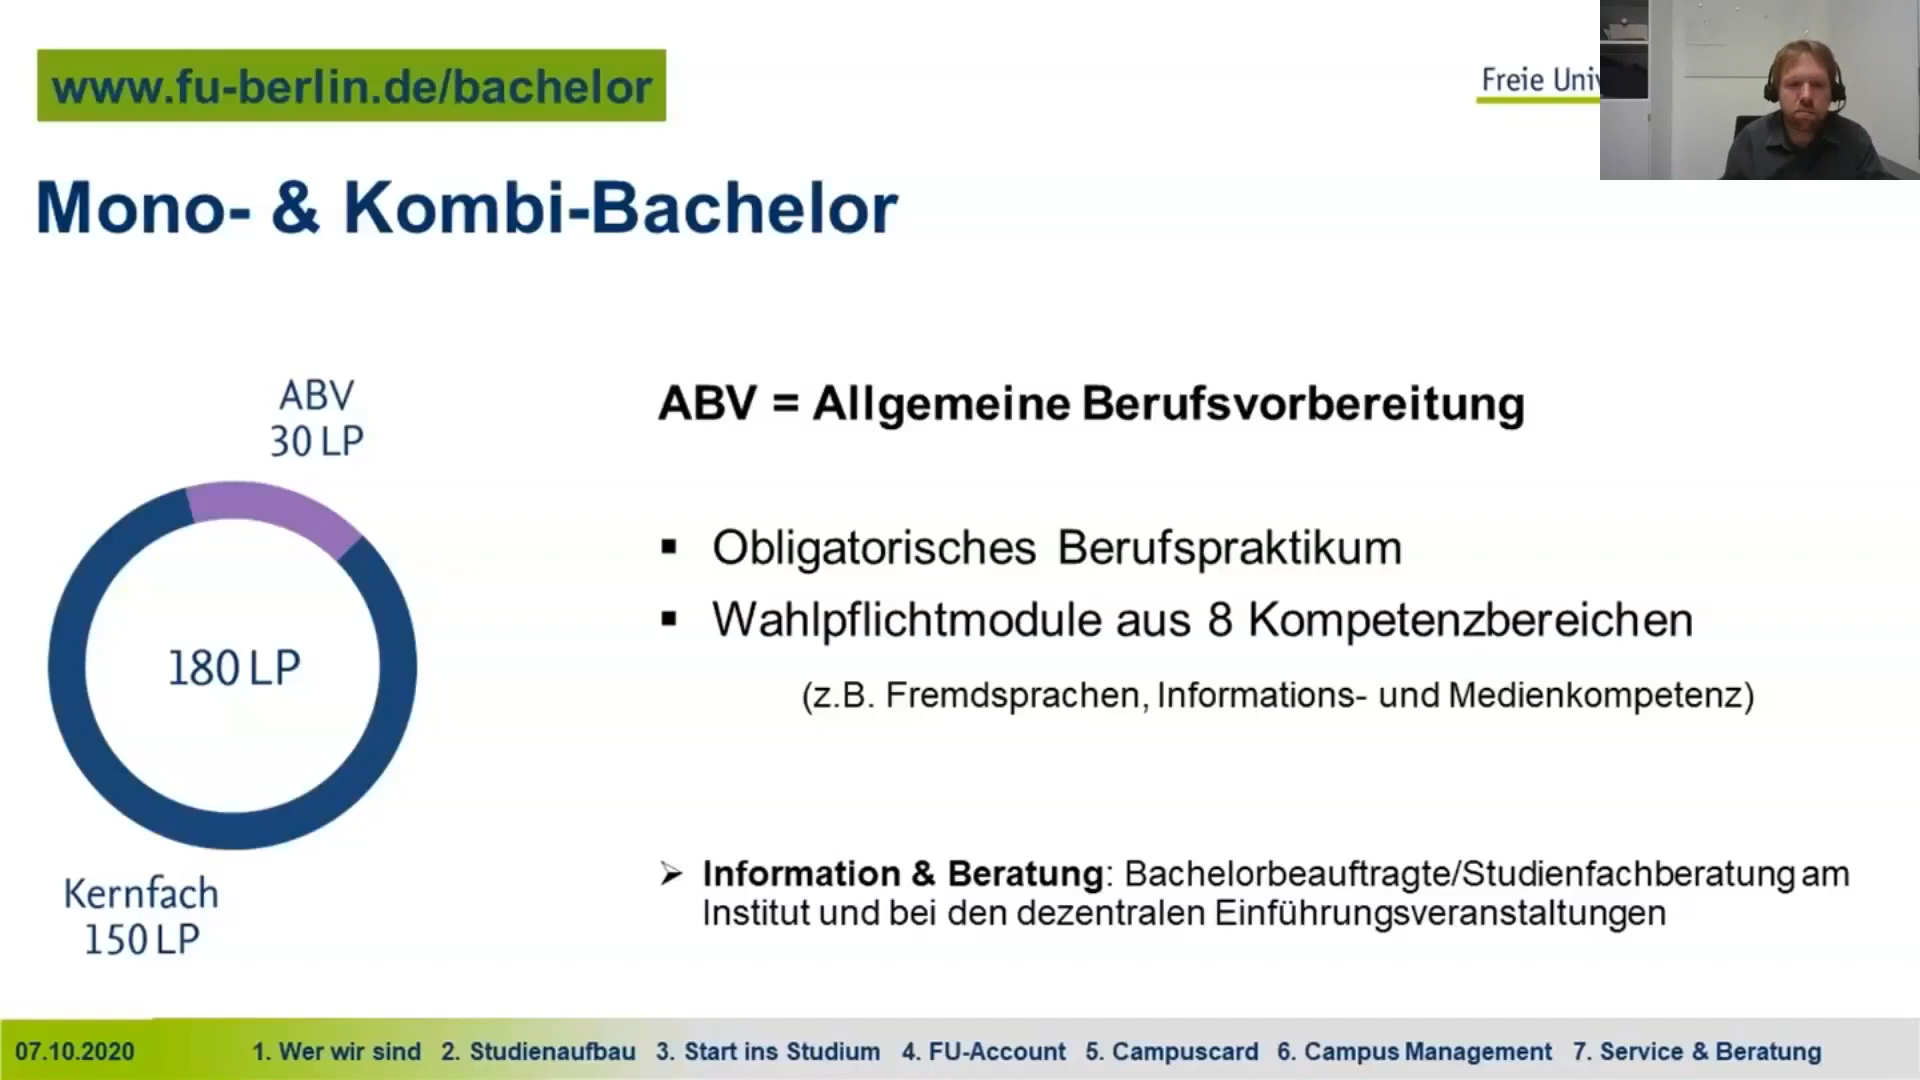 www.fu-berlin.de/bachelor
Freie
Mono- & Kombi-Bachelor
ABV
30 LP
180 LP
Kernfach
150 LP
ABV = Allgemeine Berufsvorbereitung
▪ Obligatorisches Berufspraktikum
▪ Wahlpflichtmodule aus 8 Kompetenzbereichen
(z.B. Fremdsprachen, Informations- und Medienkompetenz)
➢ Information & Beratung: Bachelorbeauftragte/Studienfachberatung am
Institut und bei den dezentralen Einführungsveranstaltungen
07.10.2020 1. Wer wir sind 2. Studienaufbau 3. Start ins Studium 4. FU-Account 5. Campuscard 6. Campus Management 7. Service & Beratung